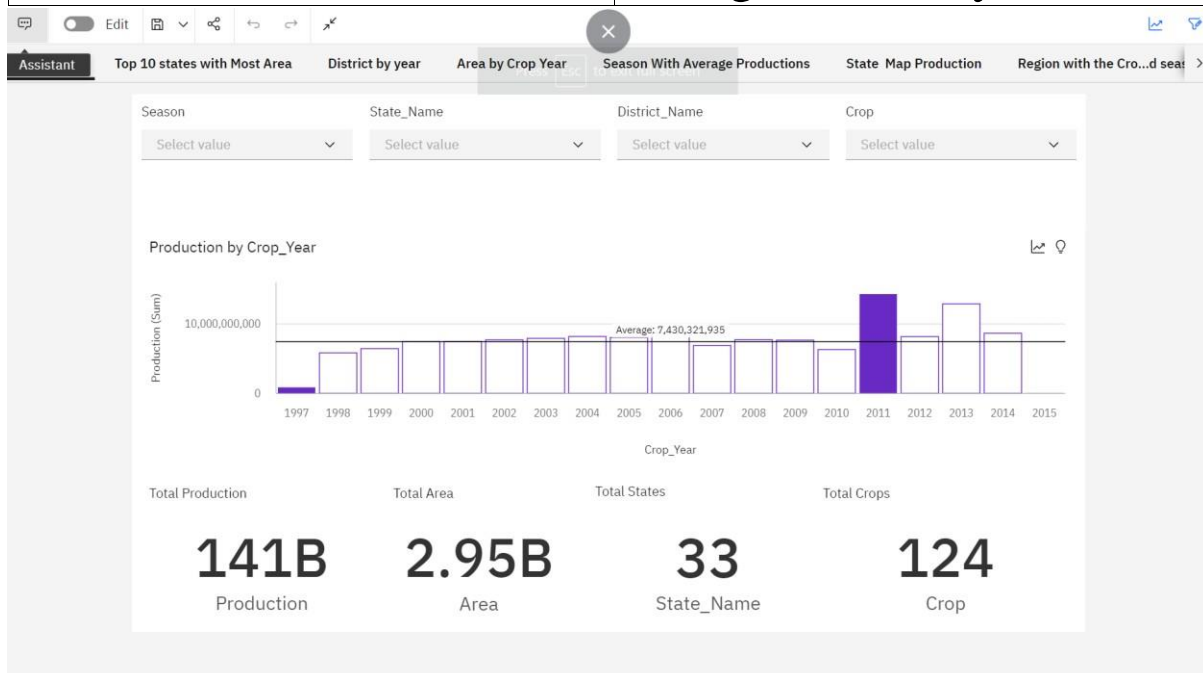 Edit
Assistant
Top 10 states with Most Area
District by year
Area by Crop Year
Season With Average Productions
State Map Production
Region with the Cro...d seas
Press Esc to exit full screen
Season
State_Name
District_Name
Crop
Select value
Select value
Select value
Select value
Production by Crop_Year
Production (Sum)
10,000,000,000
0
Average: 7,430,321,935
1997 1998 1999 2000 2001 2002 2003 2004 2005 2006 2007 2008 2009 2010 2011 2012 2013 2014 2015
Crop_Year
Total Production
Total Area
Total States
Total Crops
141B
2.95B
33
124
Production
Area
State_Name
Crop